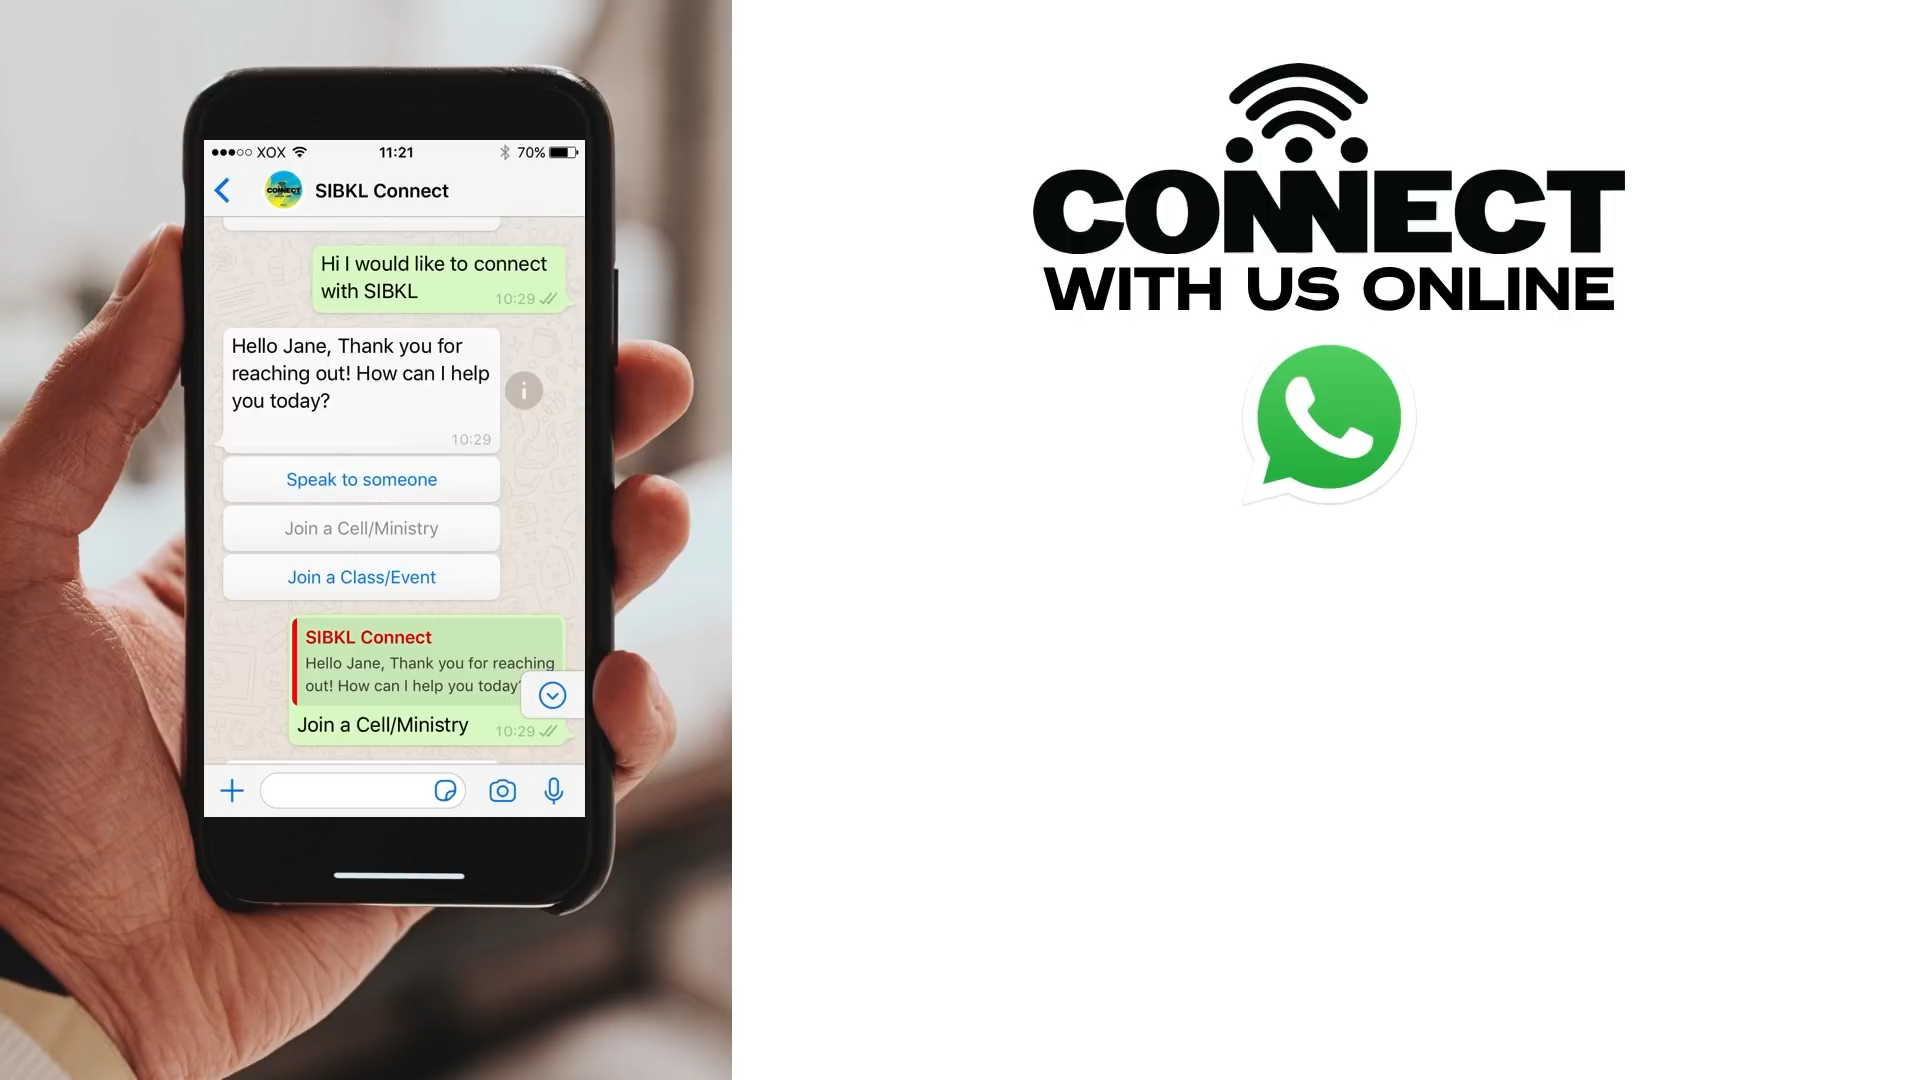 XOX
11:21
70%
CONNECT
SIBKL Connect
Hi I would like to connect
with SIBKL
10:29
Hello Jane, Thank you for
reaching out! How can I help
you today?
10:29
Speak to someone
Join a Cell/Ministry
Join a Class/Event
SIBKL Connect
Hello Jane, Thank you for reaching
out! How can I help you today?
Join a Cell/Ministry
10:29
CONNECT
WITH US ONLINE